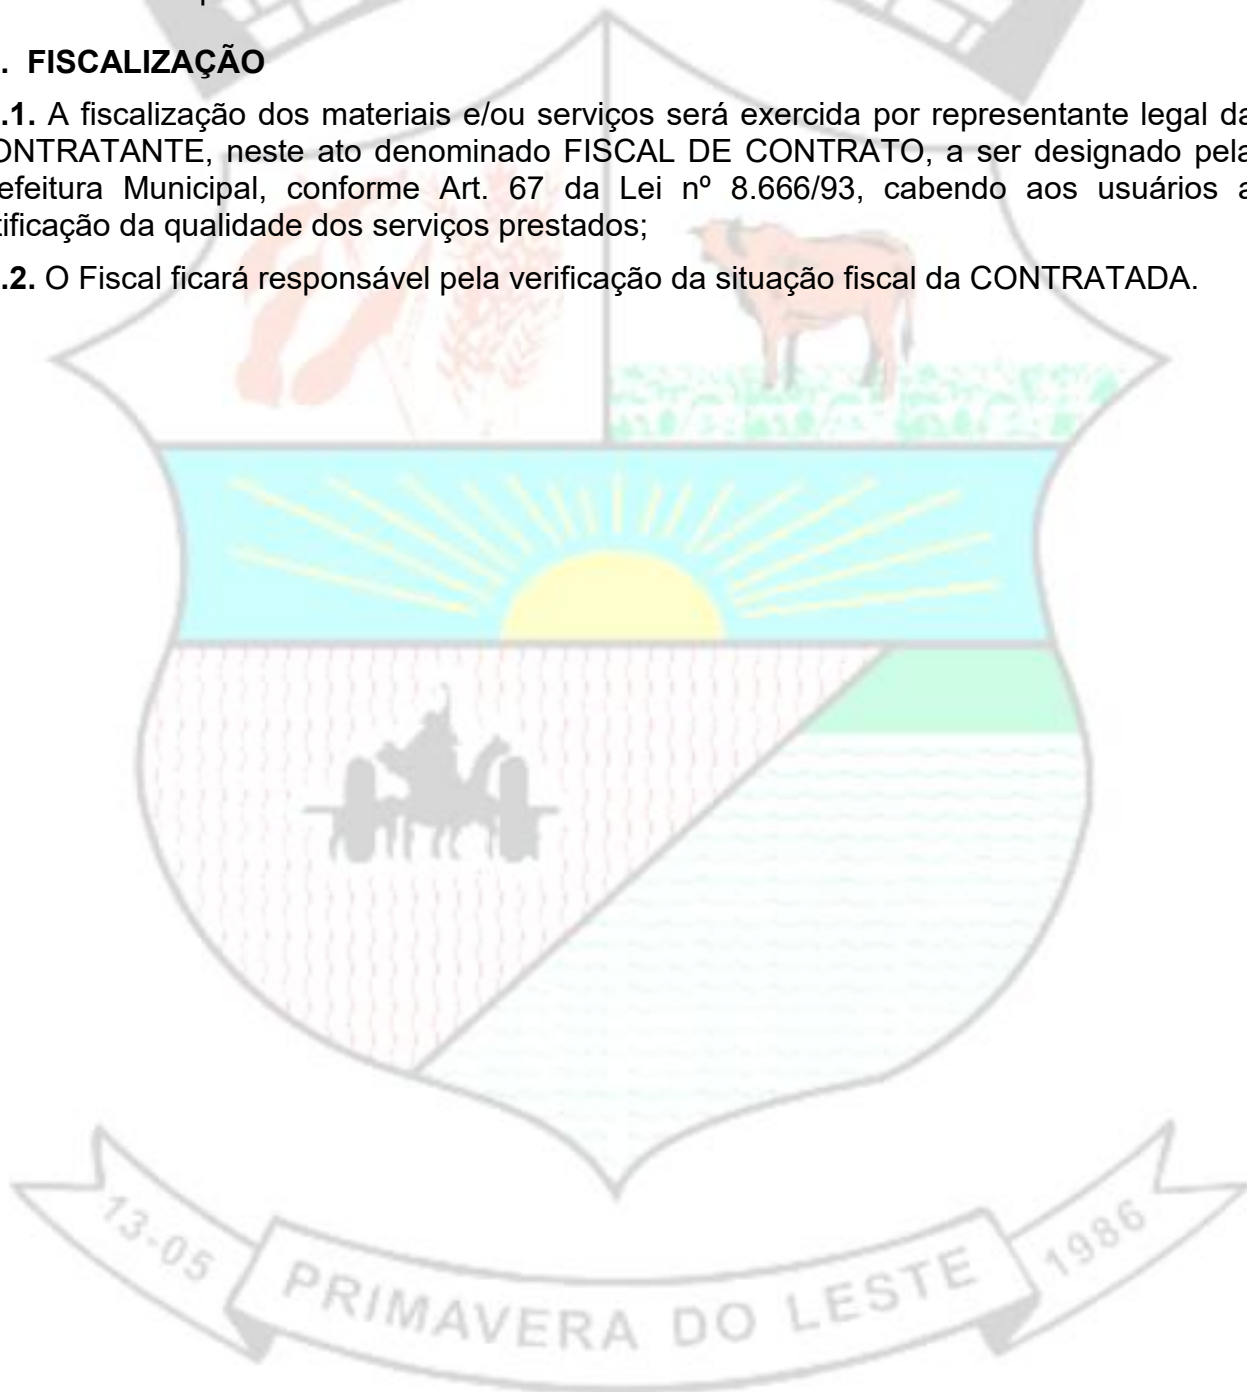 . FISCALIZAÇÃO
.1. A fiscalização dos materiais e/ou serviços será exercida por representante legal da
ONTRATANTE, neste ato denominado FISCAL DE CONTRATO, a ser designado pela
efeitura Municipal, conforme Art. 67 da Lei nº 8.666/93, cabendo aos usuários a
tificação da qualidade dos serviços prestados;
.2. O Fiscal ficará responsável pela verificação da situação fiscal da CONTRATADA.
13-05
PRIMAVERA DO LESTE
1986